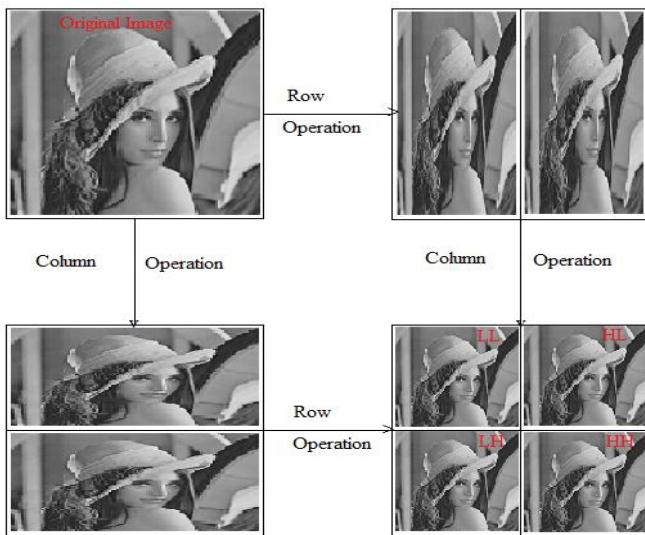 Original Image
Row
Operation
Column Operation
Column Operation
LL HL
Row
Operation
LH HH